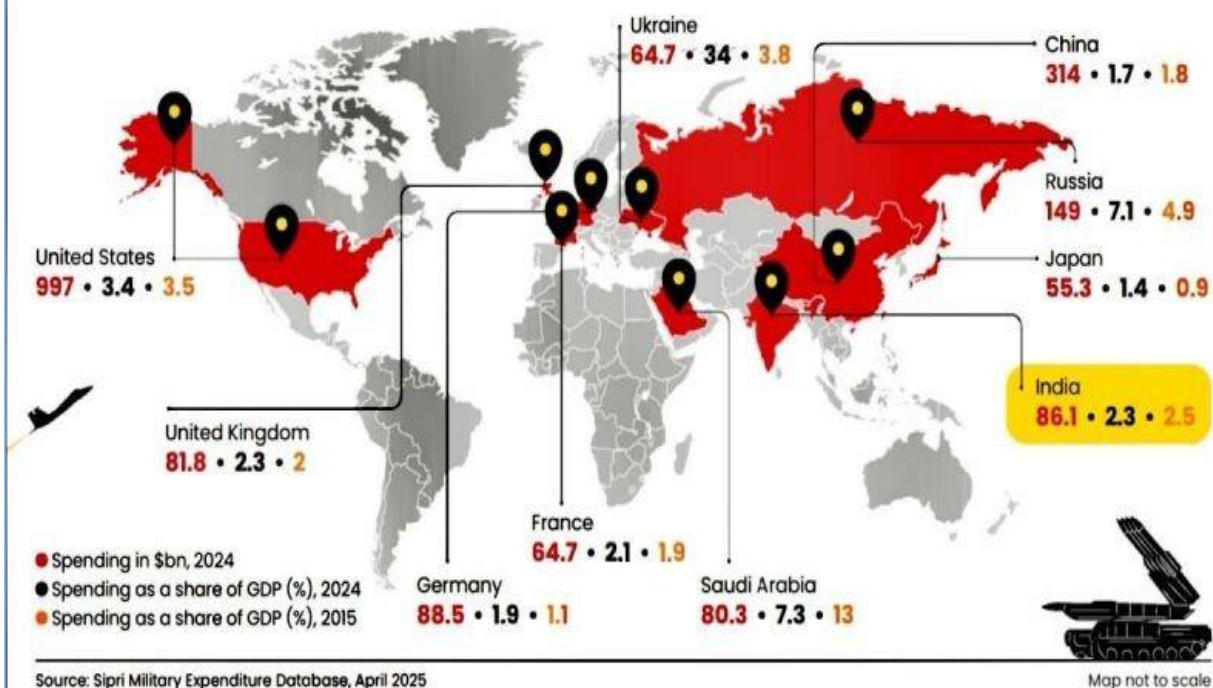 Ukraine
64.7 • 34 • 3.8
China
314 • 1.7 • 1.8
Russia
149 • 7.1 • 4.9
United States
997 • 3.4 • 3.5
Japan
55.3 • 1.4 • 0.9
India
86.1 • 2.3 • 2.5
United Kingdom
81.8 • 2.3 • 2
France
64.7 • 2.1 • 1.9
Germany
88.5 • 1.9 • 1.1
Saudi Arabia
80.3 • 7.3 • 13
• Spending in $bn, 2024
• Spending as a share of GDP (%), 2024
• Spending as a share of GDP (%), 2015
Source: Sipri Military Expenditure Database, April 2025
Map not to scale